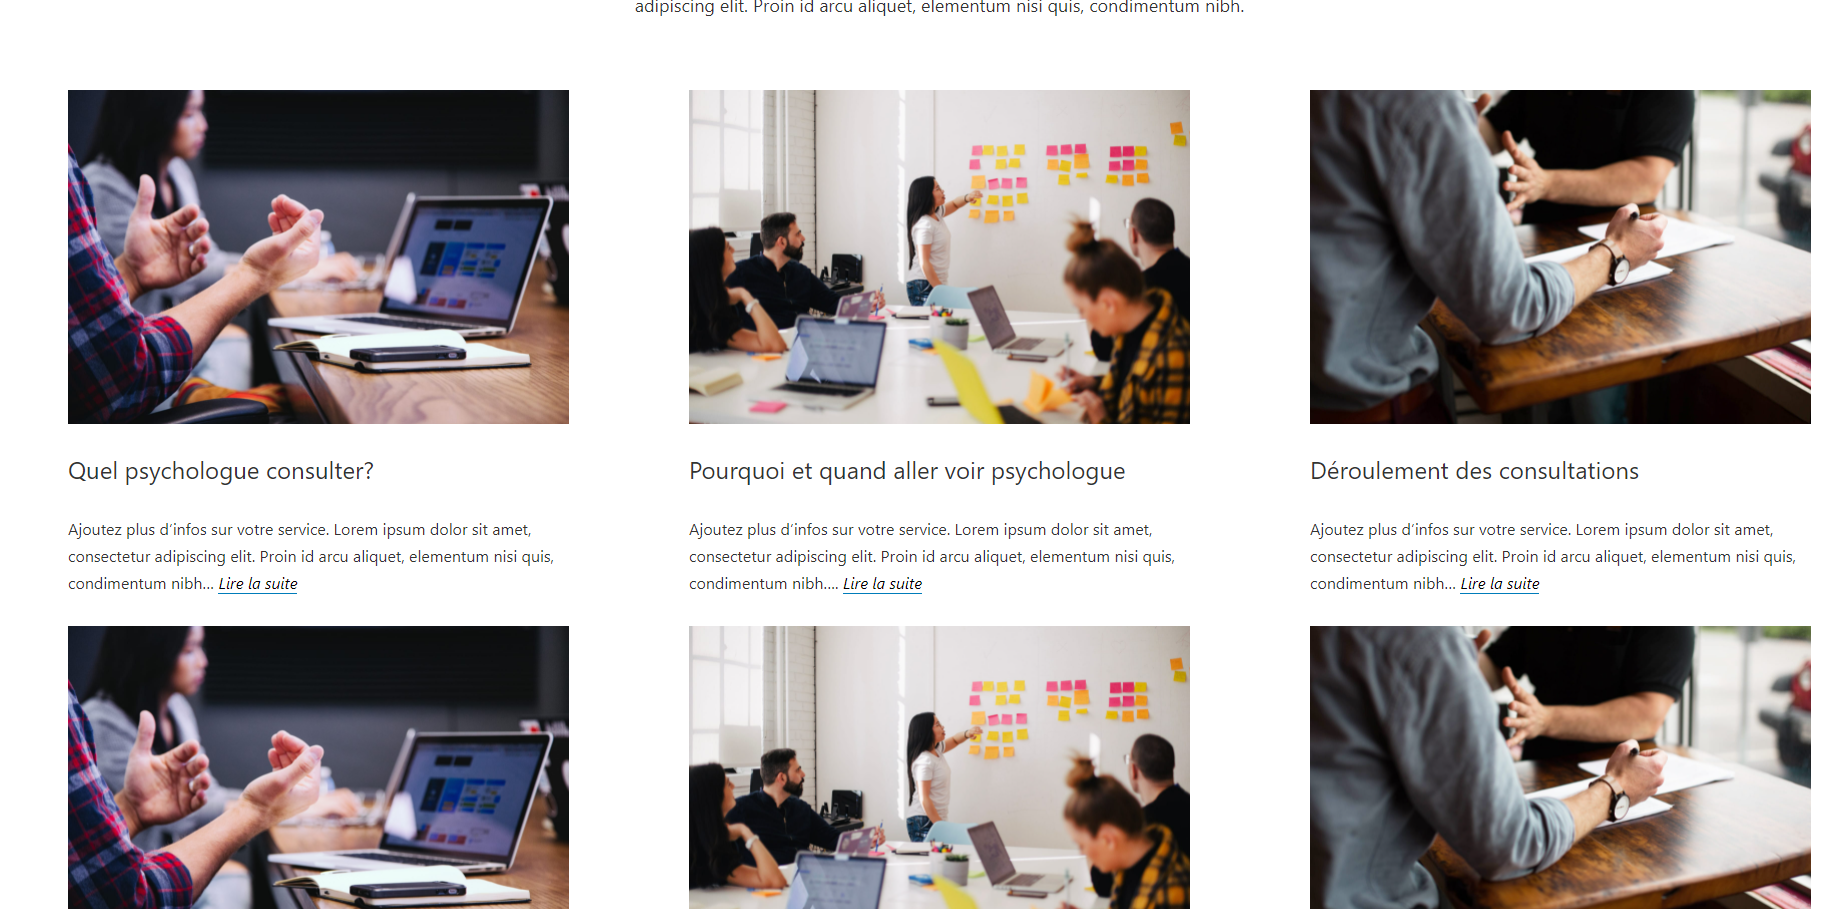 adipiscing elit. Proin id arcu aliquet, elementum nisi quis, condimentum nibh.
Quel psychologue consulter?
Ajoutez plus d'infos sur votre service. Lorem ipsum dolor sit amet,
consectetur adipiscing elit. Proin id arcu aliquet, elementum nisi quis,
condimentum nibh... Lire la suite
Pourquoi et quand aller voir psychologue
Ajoutez plus d'infos sur votre service. Lorem ipsum dolor sit amet,
consectetur adipiscing elit. Proin id arcu aliquet, elementum nisi quis,
condimentum nibh.... Lire la suite
Déroulement des consultations
Ajoutez plus d'infos sur votre service. Lorem ipsum dolor sit amet,
consectetur adipiscing elit. Proin id arcu aliquet, elementum nisi quis,
condimentum nibh... Lire la suite